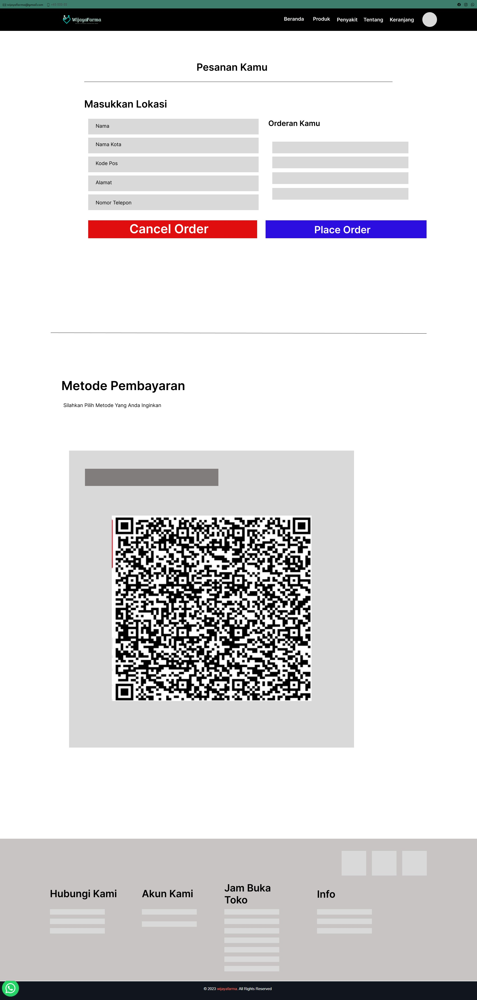 wijayafarma@gmail.com +62-222-22
WijayaFarma
Beranda Produk Penyakit Tentang Keranjang
Pesanan Kamu
Masukkan Lokasi
Nama
Nama Kota
Kode Pos
Alamat
Nomor Telepon
Orderan Kamu
Cancel Order
Place Order
Metode Pembayaran
Silahkan Pilih Metode Yang Anda Inginkan
Hubungi Kami
Akun Kami
Jam Buka
Toko
Info
© 2023 wijayafarma. All Rights Reserved